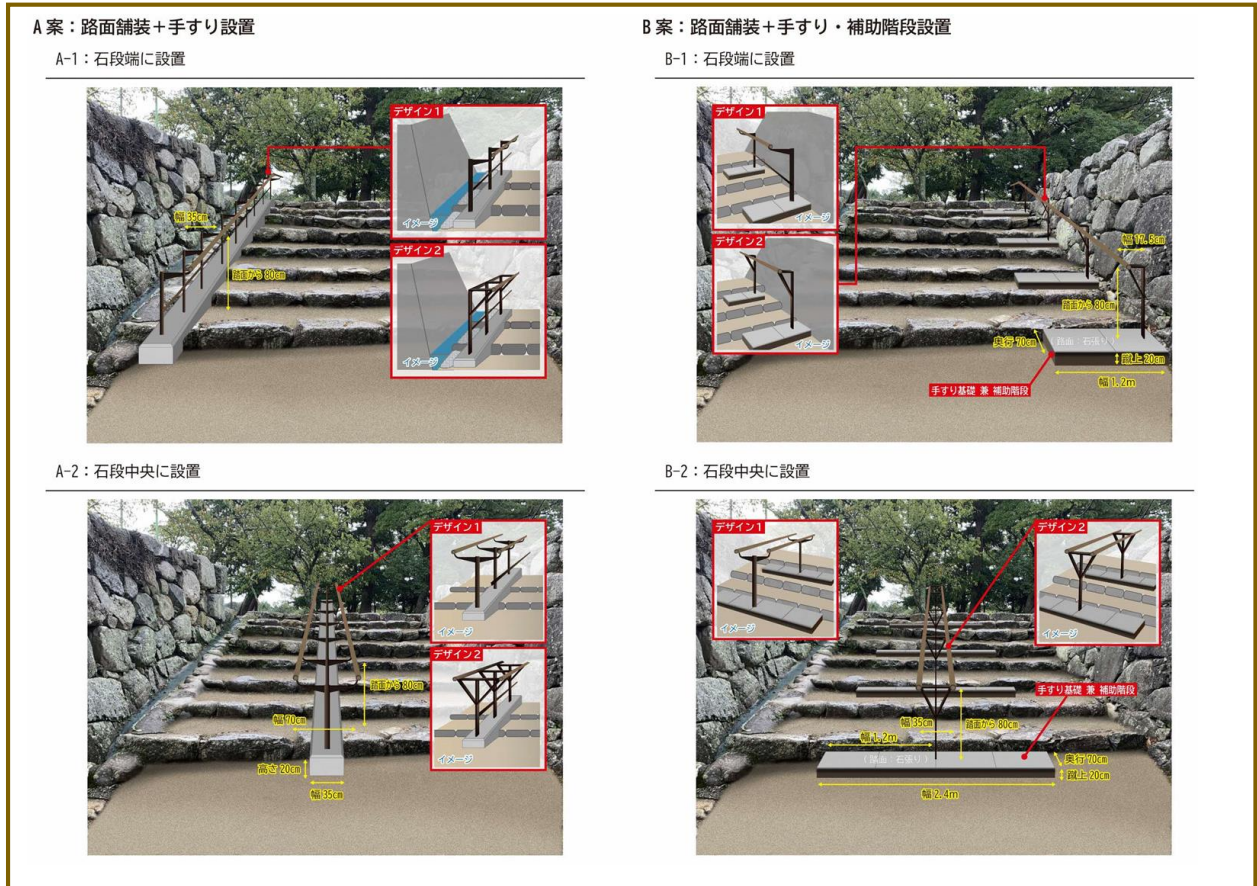 A案：路面舗装＋手すり設置
A-1：石段端に設置
デザイン1
イメージ
デザイン2
イメージ
幅35cm
踏面から80cm
B案：路面舗装＋手すり・補助階段設置
B-1：石段端に設置
デザイン1
イメージ
デザイン2
イメージ
幅17.5cm
踏面から80cm
奥行70cm
(踏面：石張り)
蹴上20cm
幅1.2m
手すり基礎 兼 補助階段
A-2：石段中央に設置
デザイン1
イメージ
デザイン2
イメージ
踏面から80cm
幅70cm
高さ20cm
幅35cm
B-2：石段中央に設置
デザイン1
イメージ
デザイン2
イメージ
手すり基礎 兼 補助階段
幅35cm
踏面から80cm
幅1.2m
(踏面：石張り)
奥行70cm
蹴上20cm
幅2.4m